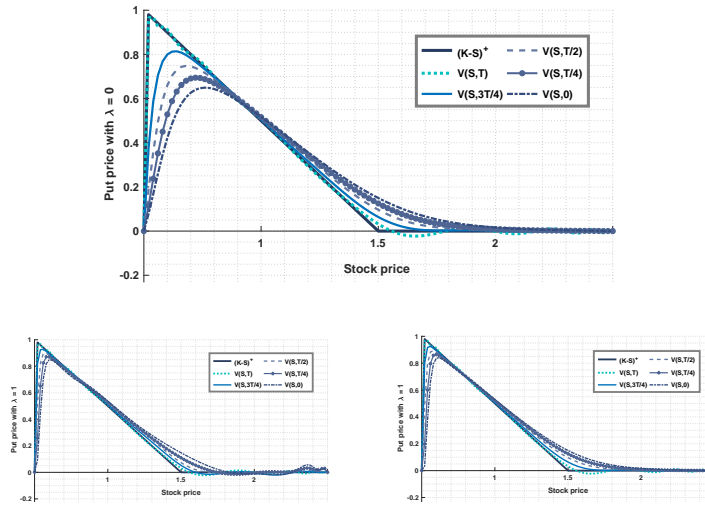 1
0.8
0.6
0.4
0.2
0
-0.2
Put price with λ = 0
1
1.5
2
Stock price
(K-S)⁺
V(S,T)
V(S,3T/4)
V(S,T/2)
V(S,T/4)
V(S,0)
1
0.8
0.6
0.4
0.2
0
-0.2
Put price with λ = 1
1
1.5
2
Stock price
(K-S)⁺
V(S,T)
V(S,3T/4)
V(S,T/2)
V(S,T/4)
V(S,0)
1
0.8
0.6
0.4
0.2
0
-0.2
Put price with λ = 1
1
1.5
2
Stock price
(K-S)⁺
V(S,T)
V(S,3T/4)
V(S,T/2)
V(S,T/4)
V(S,0)